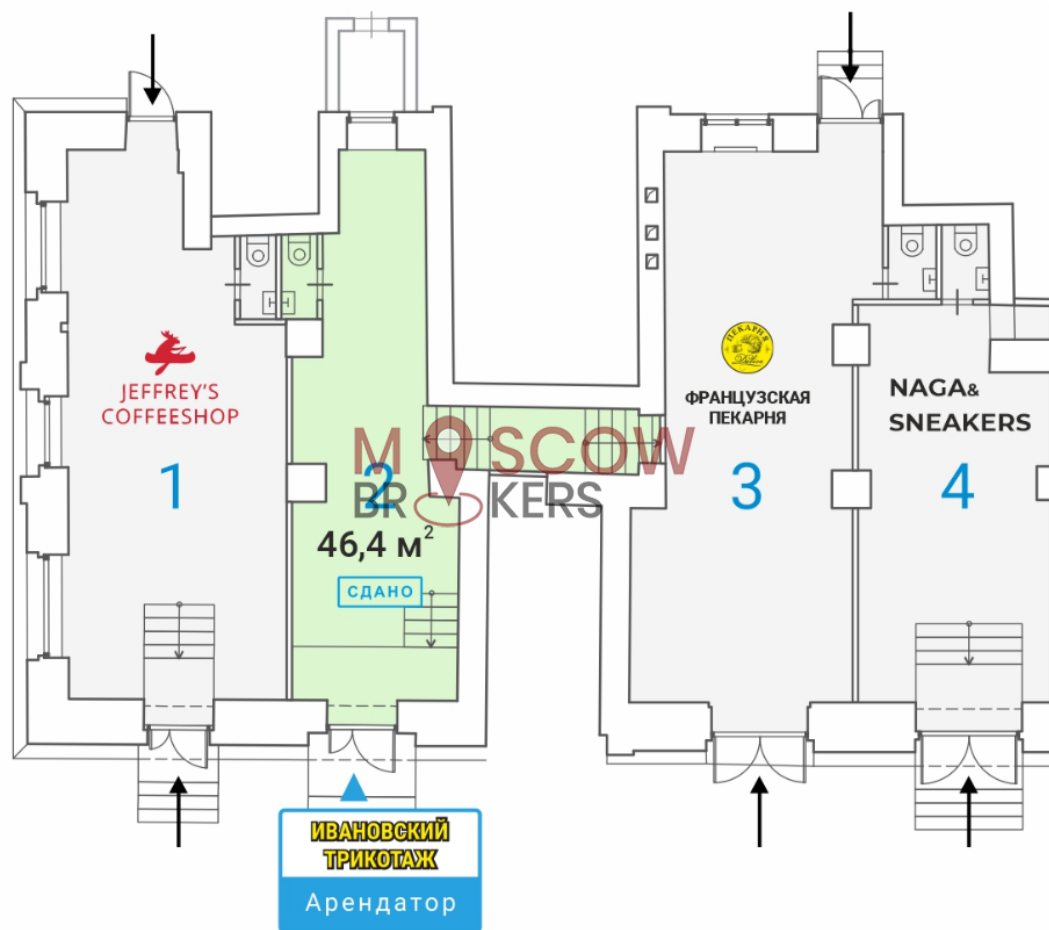 JEFFREY'S
COFFEESHOP
1
2
46,4 м²
СДАНО
MOSCOW
BROKERS
ПЕКАРНЯ
ФРАНЦУЗСКАЯ
ПЕКАРНЯ
3
NAGA&
SNEAKERS
4
ИВАНОВСКИЙ
ТРИКОТАЖ
Арендатор